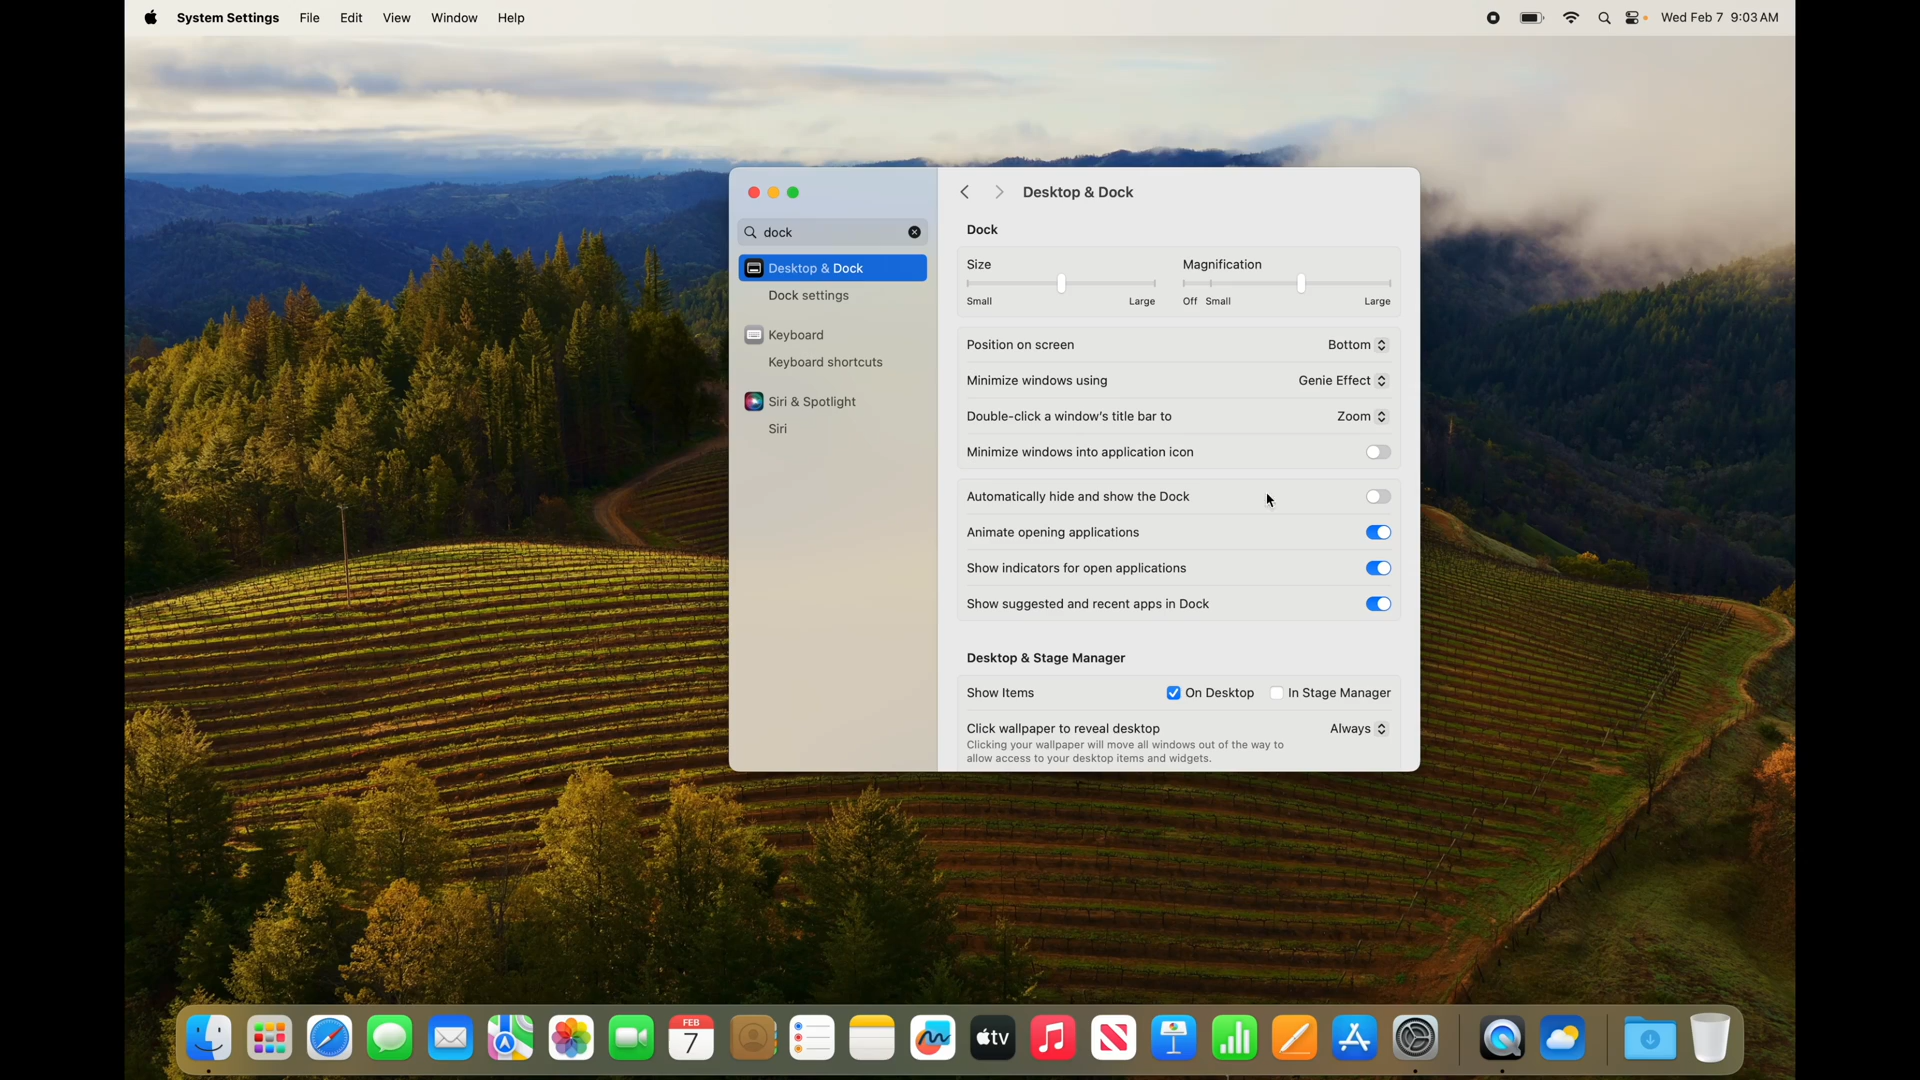 System Settings File Edit View Window Help Wed Feb 7 9:03 AM
Desktop & Dock
dock
Desktop & Dock
Dock settings
Keyboard
Keyboard shortcuts
Siri & Spotlight
Siri
Dock
Size Magnification
Small Large Off Small Large
Position on screen Bottom
Minimize windows using Genie Effect
Double-click a window's title bar to Zoom
Minimize windows into application icon
Automatically hide and show the Dock
Animate opening applications
Show indicators for open applications
Show suggested and recent apps in Dock
Desktop & Stage Manager
Show Items On Desktop In Stage Manager
Click wallpaper to reveal desktop Always
Clicking your wallpaper will move all windows out of the way to
allow access to your desktop items and widgets.
FEB
7
tv